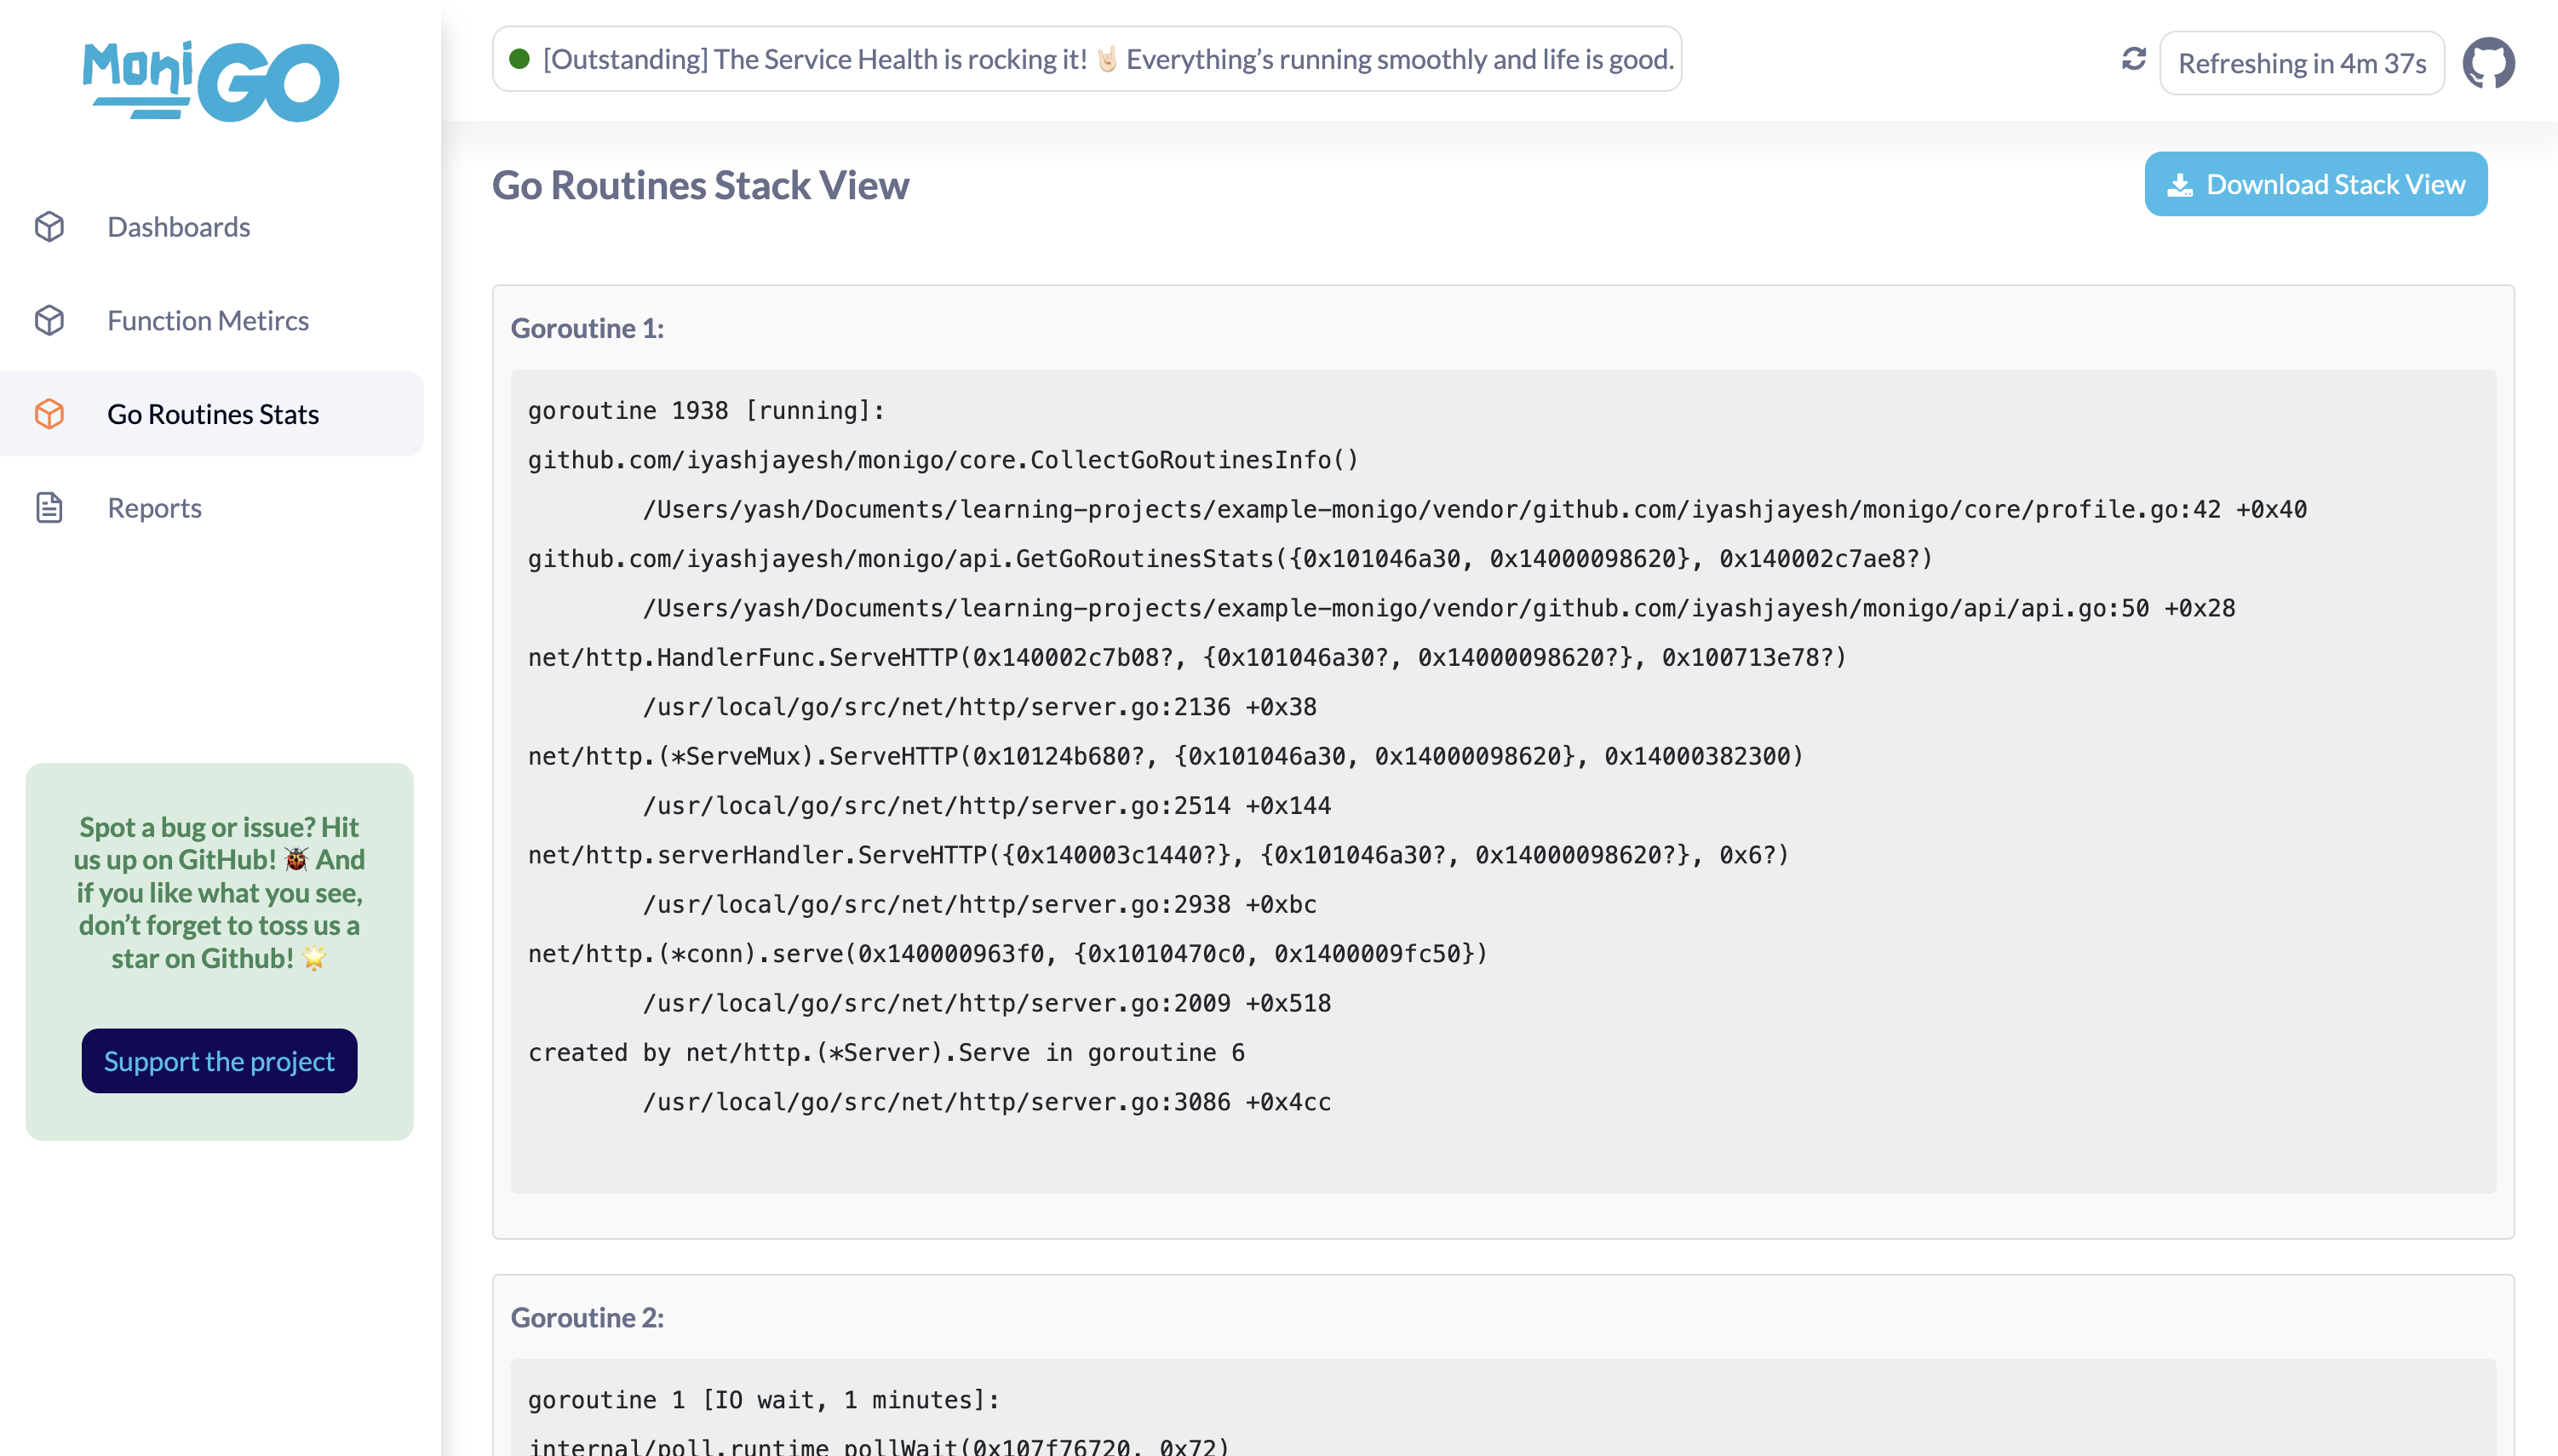 Moni GO
Dashboards
Function Metircs
Go Routines Stats
Reports
Spot a bug or issue? Hit
us up on GitHub! 🐞 And
if you like what you see,
don’t forget to toss us a
star on Github! 🌟
Support the project
[Outstanding] The Service Health is rocking it! 🤘🏻 Everything’s running smoothly and life is good.
Refreshing in 4m 37s
Go Routines Stack View
Download Stack View
Goroutine 1:
goroutine 1938 [running]:
github.com/iyashjayesh/monigo/core.CollectGoRoutinesInfo()
/Users/yash/Documents/learning-projects/example-monigo/vendor/github.com/iyashjayesh/monigo/core/profile.go:42 +0x40
github.com/iyashjayesh/monigo/api.GetGoRoutinesStats({0x101046a30, 0x14000098620}, 0x140002c7ae8?)
/Users/yash/Documents/learning-projects/example-monigo/vendor/github.com/iyashjayesh/monigo/api/api.go:50 +0x28
net/http.HandlerFunc.ServeHTTP(0x140002c7b08?, {0x101046a30?, 0x14000098620?}, 0x100713e78?)
/usr/local/go/src/net/http/server.go:2136 +0x38
net/http.(*ServeMux).ServeHTTP(0x10124b680?, {0x101046a30, 0x14000098620}, 0x14000382300)
/usr/local/go/src/net/http/server.go:2514 +0x144
net/http.serverHandler.ServeHTTP({0x140003c1440?}, {0x101046a30?, 0x14000098620?}, 0x6?)
/usr/local/go/src/net/http/server.go:2938 +0xbc
net/http.(*conn).serve(0x140000963f0, {0x1010470c0, 0x1400009fc50})
/usr/local/go/src/net/http/server.go:2009 +0x518
created by net/http.(*Server).Serve in goroutine 6
/usr/local/go/src/net/http/server.go:3086 +0x4cc
Goroutine 2:
goroutine 1 [IO wait, 1 minutes]:
internal/poll.runtime_pollWait(0x107f76720, 0x72)